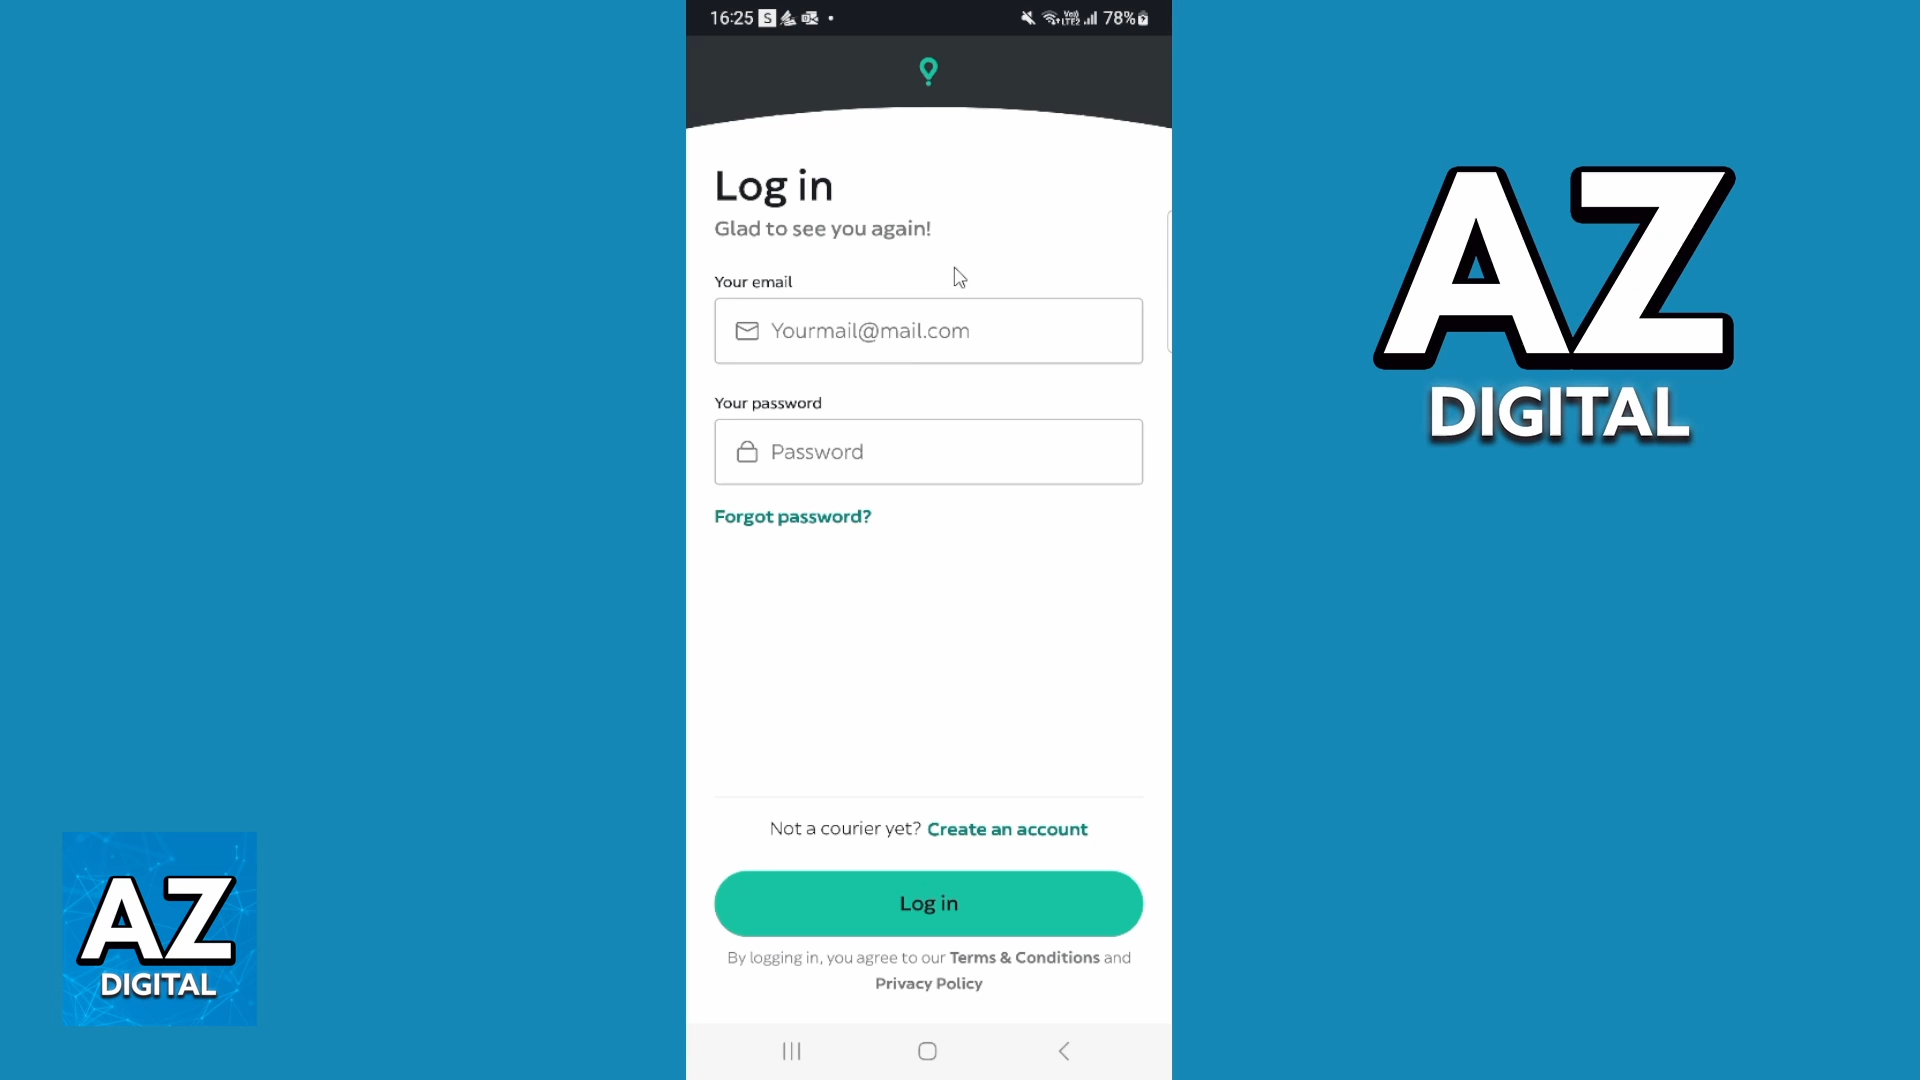 16:25
78%
Log in
Glad to see you again!
Your email
Yourmail@mail.com
Your password
Password
Forgot password?
Not a courier yet? Create an account
Log in
By logging in, you agree to our Terms & Conditions and
Privacy Policy
AZ
DIGITAL
AZ
DIGITAL